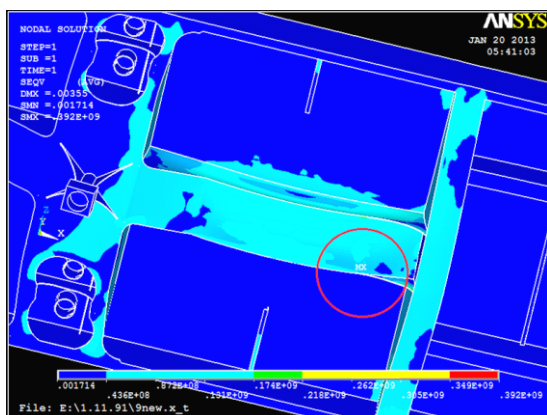 NODAL SOLUTION
ANSYS
JAN 20 2013
05:41:03
STEP=1
SUB =1
TIME=1
SEQV (AVG)
DMX =.00355
SMN =.001714
SMX =.392E+09
Z
Y
X
MX
.001714 .872E+08 .174E+09 .262E+09 .349E+09
.436E+08 .131E+09 .218E+09 .305E+09 .392E+09
File: E:\1.11.91\9new.x_t